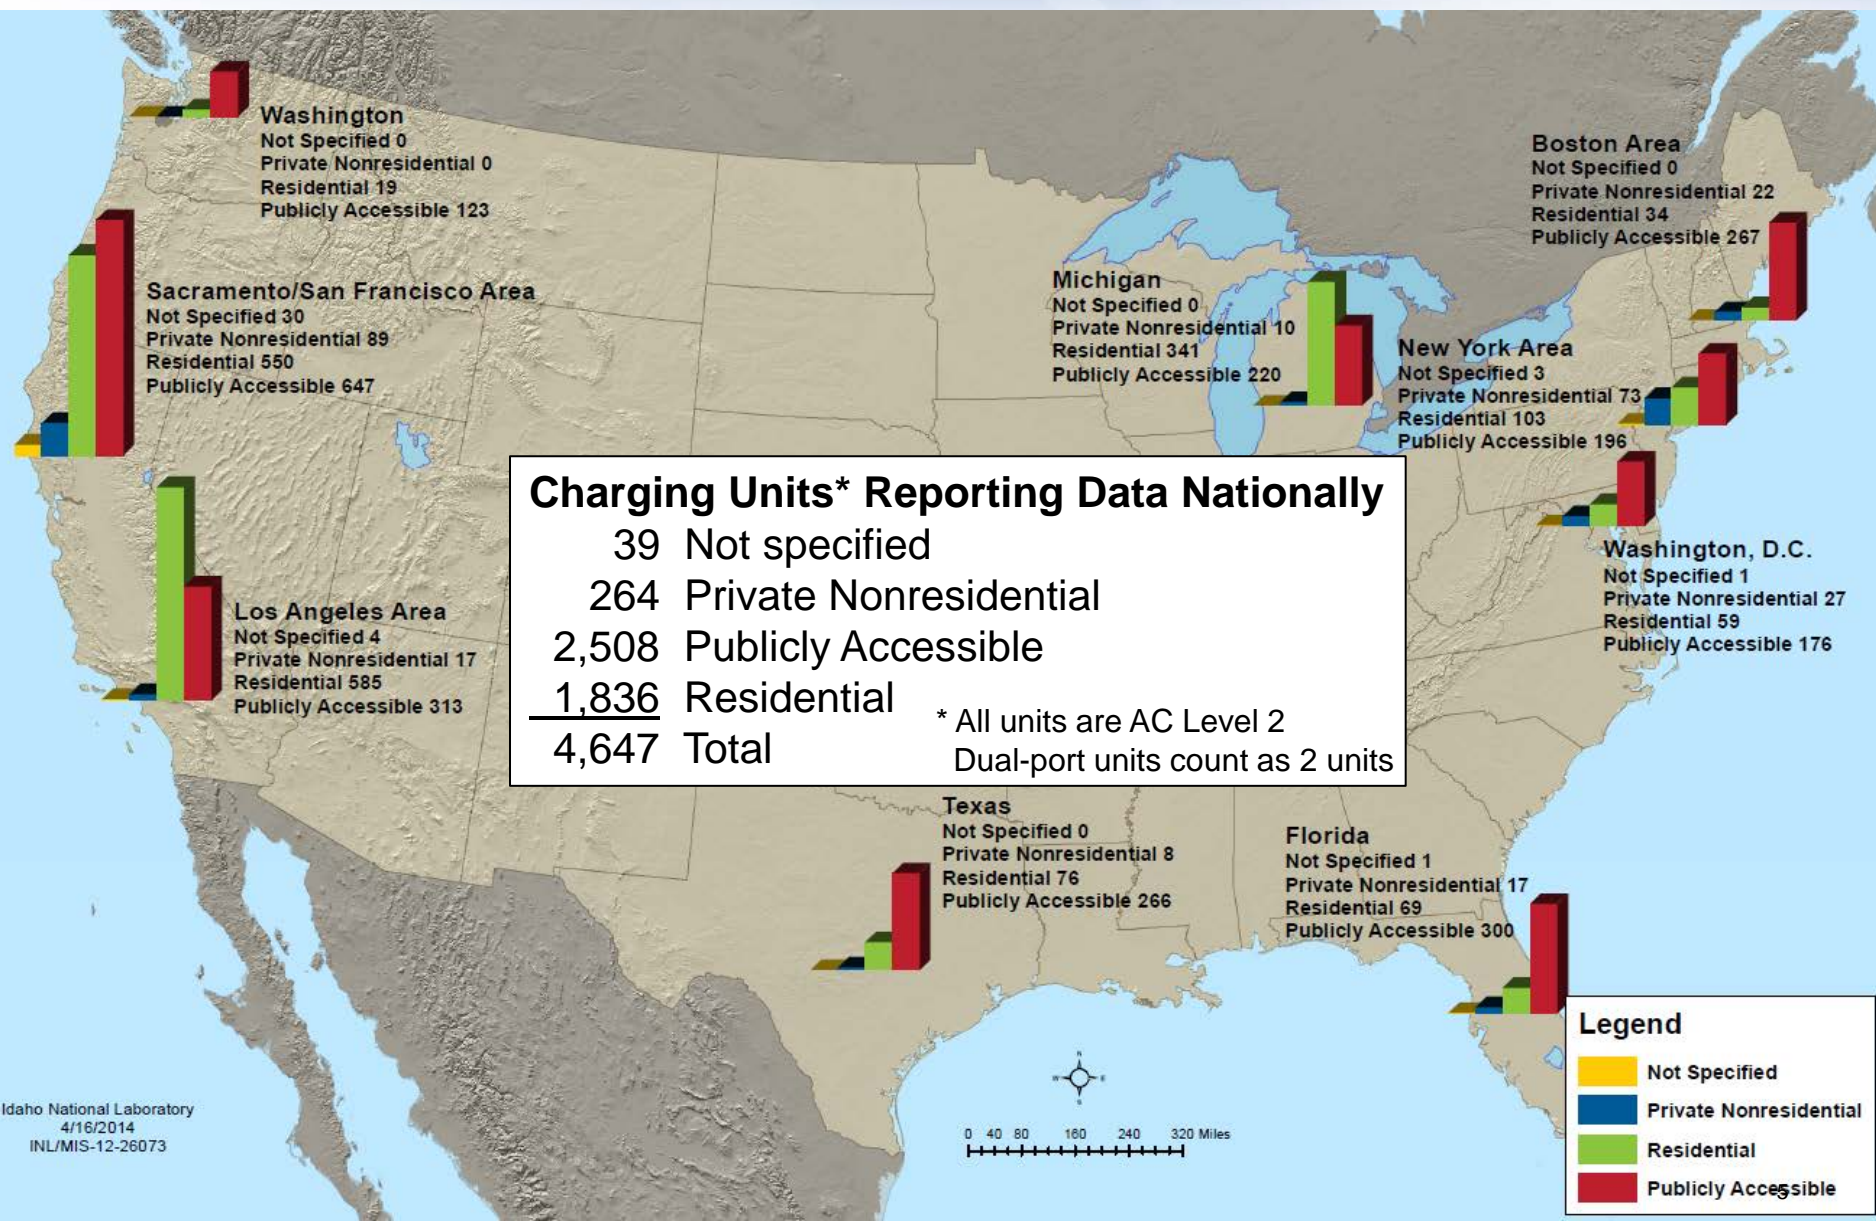 Washington
Not Specified 0
Private Nonresidential 0
Residential 19
Publicly Accessible 123
Boston Area
Not Specified 0
Private Nonresidential 22
Residential 34
Publicly Accessible 267
Sacramento/San Francisco Area
Not Specified 30
Private Nonresidential 89
Residential 550
Publicly Accessible 647
Michigan
Not Specified 0
Private Nonresidential 10
Residential 341
Publicly Accessible 220
New York Area
Not Specified 3
Private Nonresidential 73
Residential 103
Publicly Accessible 196
Charging Units* Reporting Data Nationally
39 Not specified
264 Private Nonresidential
2,508 Publicly Accessible
1,836 Residential
4,647 Total
* All units are AC Level 2
Dual-port units count as 2 units
Washington, D.C.
Not Specified 1
Private Nonresidential 27
Residential 59
Publicly Accessible 176
Los Angeles Area
Not Specified 4
Private Nonresidential 17
Residential 585
Publicly Accessible 313
Texas
Not Specified 0
Private Nonresidential 8
Residential 76
Publicly Accessible 266
Florida
Not Specified 1
Private Nonresidential 17
Residential 69
Publicly Accessible 300
Idaho National Laboratory
4/16/2014
INL/MIS-12-26073
N
W E
S
0 40 80 160 240 320 Miles
Legend
Not Specified
Private Nonresidential
Residential
Publicly Accessible
5